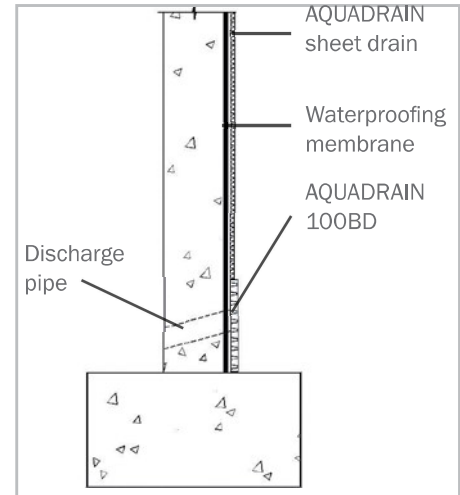 AQUADRAIN
sheet drain
Waterproofing
membrane
AQUADRAIN
100BD
Discharge
pipe